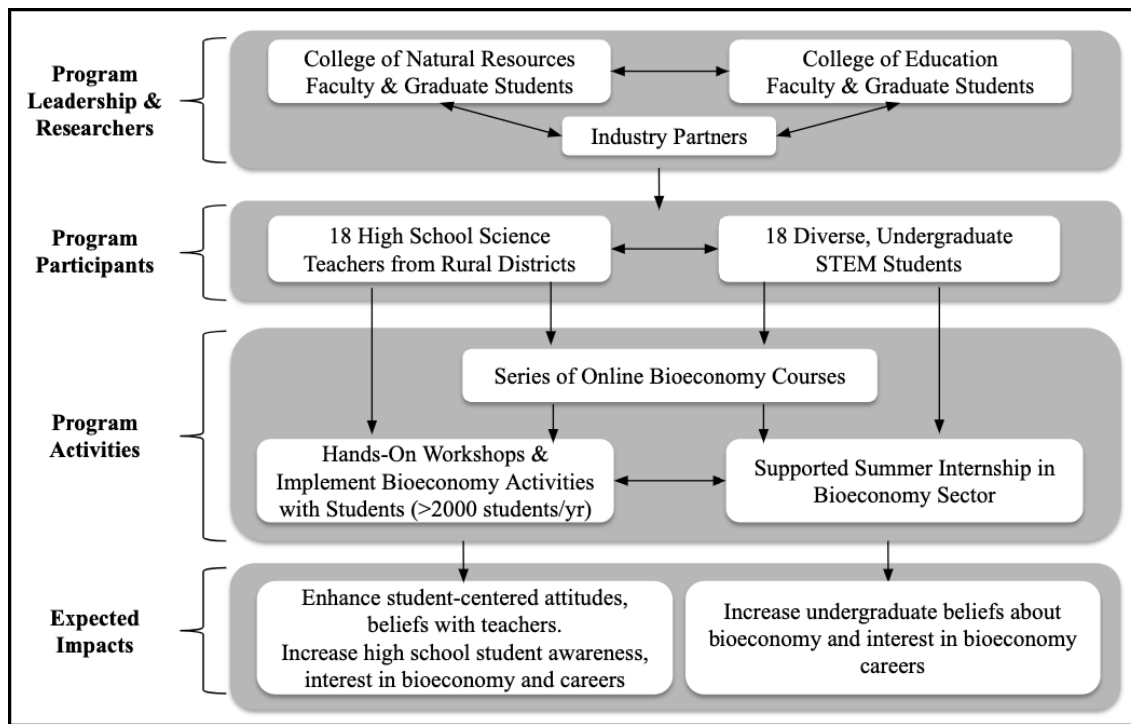 Program
Leadership &
Researchers
College of Natural Resources
Faculty & Graduate Students
College of Education
Faculty & Graduate Students
Industry Partners
Program
Participants
18 High School Science
Teachers from Rural Districts
18 Diverse, Undergraduate
STEM Students
Program
Activities
Series of Online Bioeconomy Courses
Hands-On Workshops &
Implement Bioeconomy Activities
with Students (>2000 students/yr)
Supported Summer Internship in
Bioeconomy Sector
Expected
Impacts
Enhance student-centered attitudes,
beliefs with teachers.
Increase high school student awareness,
interest in bioeconomy and careers
Increase undergraduate beliefs about
bioeconomy and interest in bioeconomy
careers